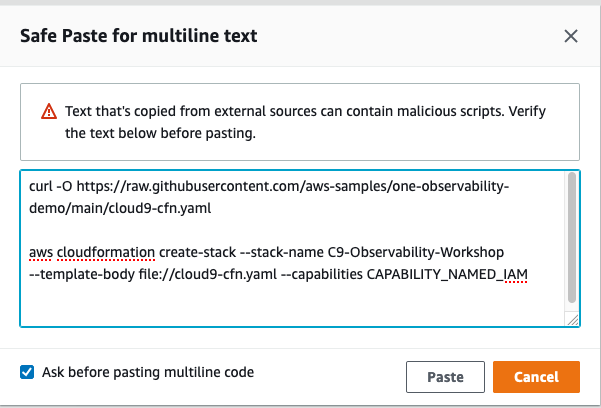 Safe Paste for multiline text
Text that's copied from external sources can contain malicious scripts. Verify
the text below before pasting.
curl -O https://raw.githubusercontent.com/aws-samples/one-observability-
demo/main/cloud9-cfn.yaml
aws cloudformation create-stack --stack-name C9-Observability-Workshop
--template-body file://cloud9-cfn.yaml --capabilities CAPABILITY_NAMED_IAM
Ask before pasting multiline code
Paste
Cancel